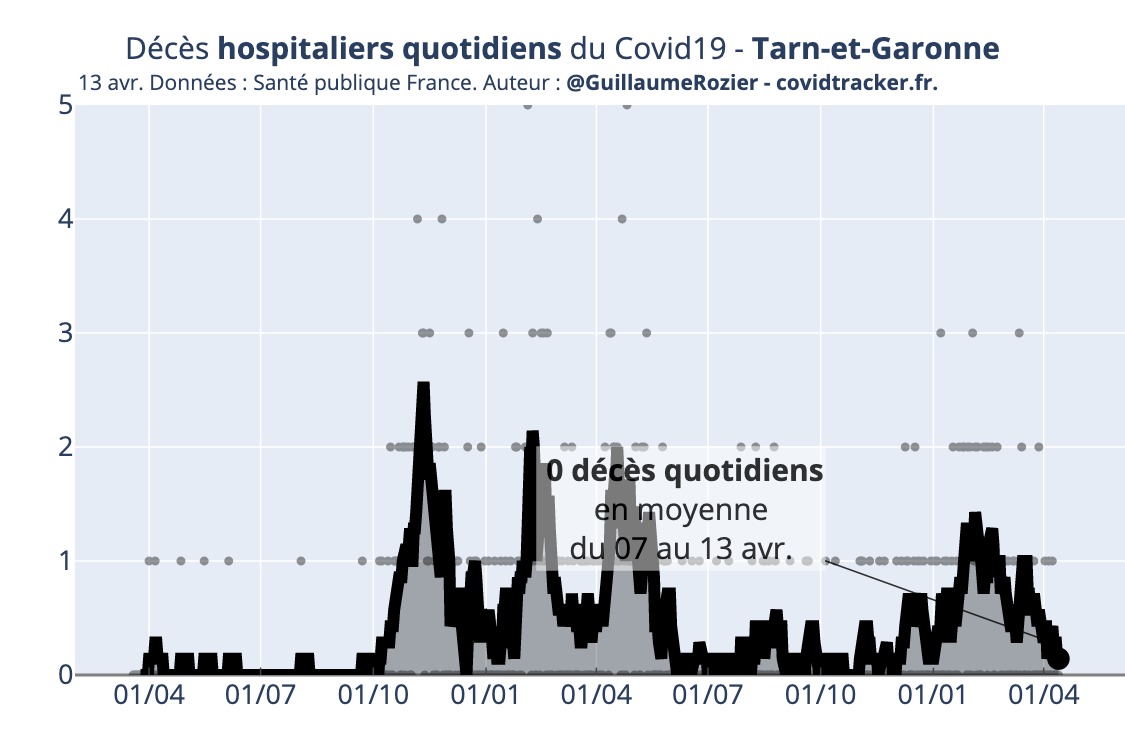 Décès hospitaliers quotidiens du Covid19 - Tarn-et-Garonne
13 avr. Données : Santé publique France. Auteur : @GuillaumeRozier - covidtracker.fr.
5
4
3
2
1
0
0 décès quotidiens
en moyenne
du 07 au 13 avr.
01/04 01/07 01/10 01/01 01/04 01/07 01/10 01/01 01/04